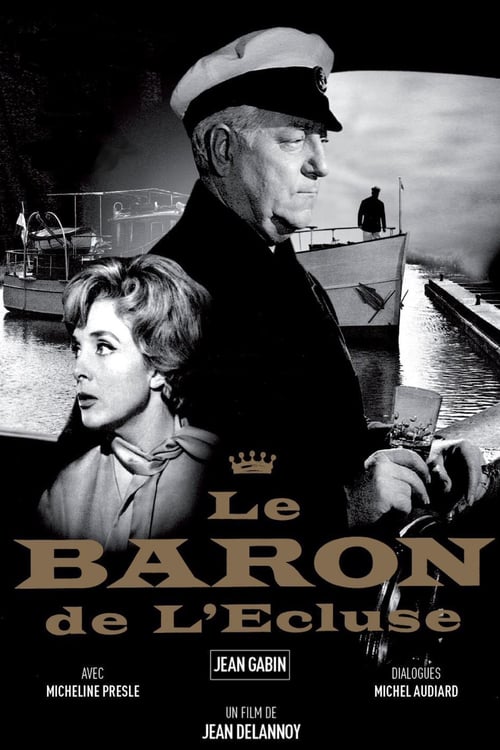 Le
BARON
de L'Ecluse
JEAN GABIN
AVEC
MICHELINE PRESLE
DIALOGUES
MICHEL AUDIARD
UN FILM DE
JEAN DELANNOY